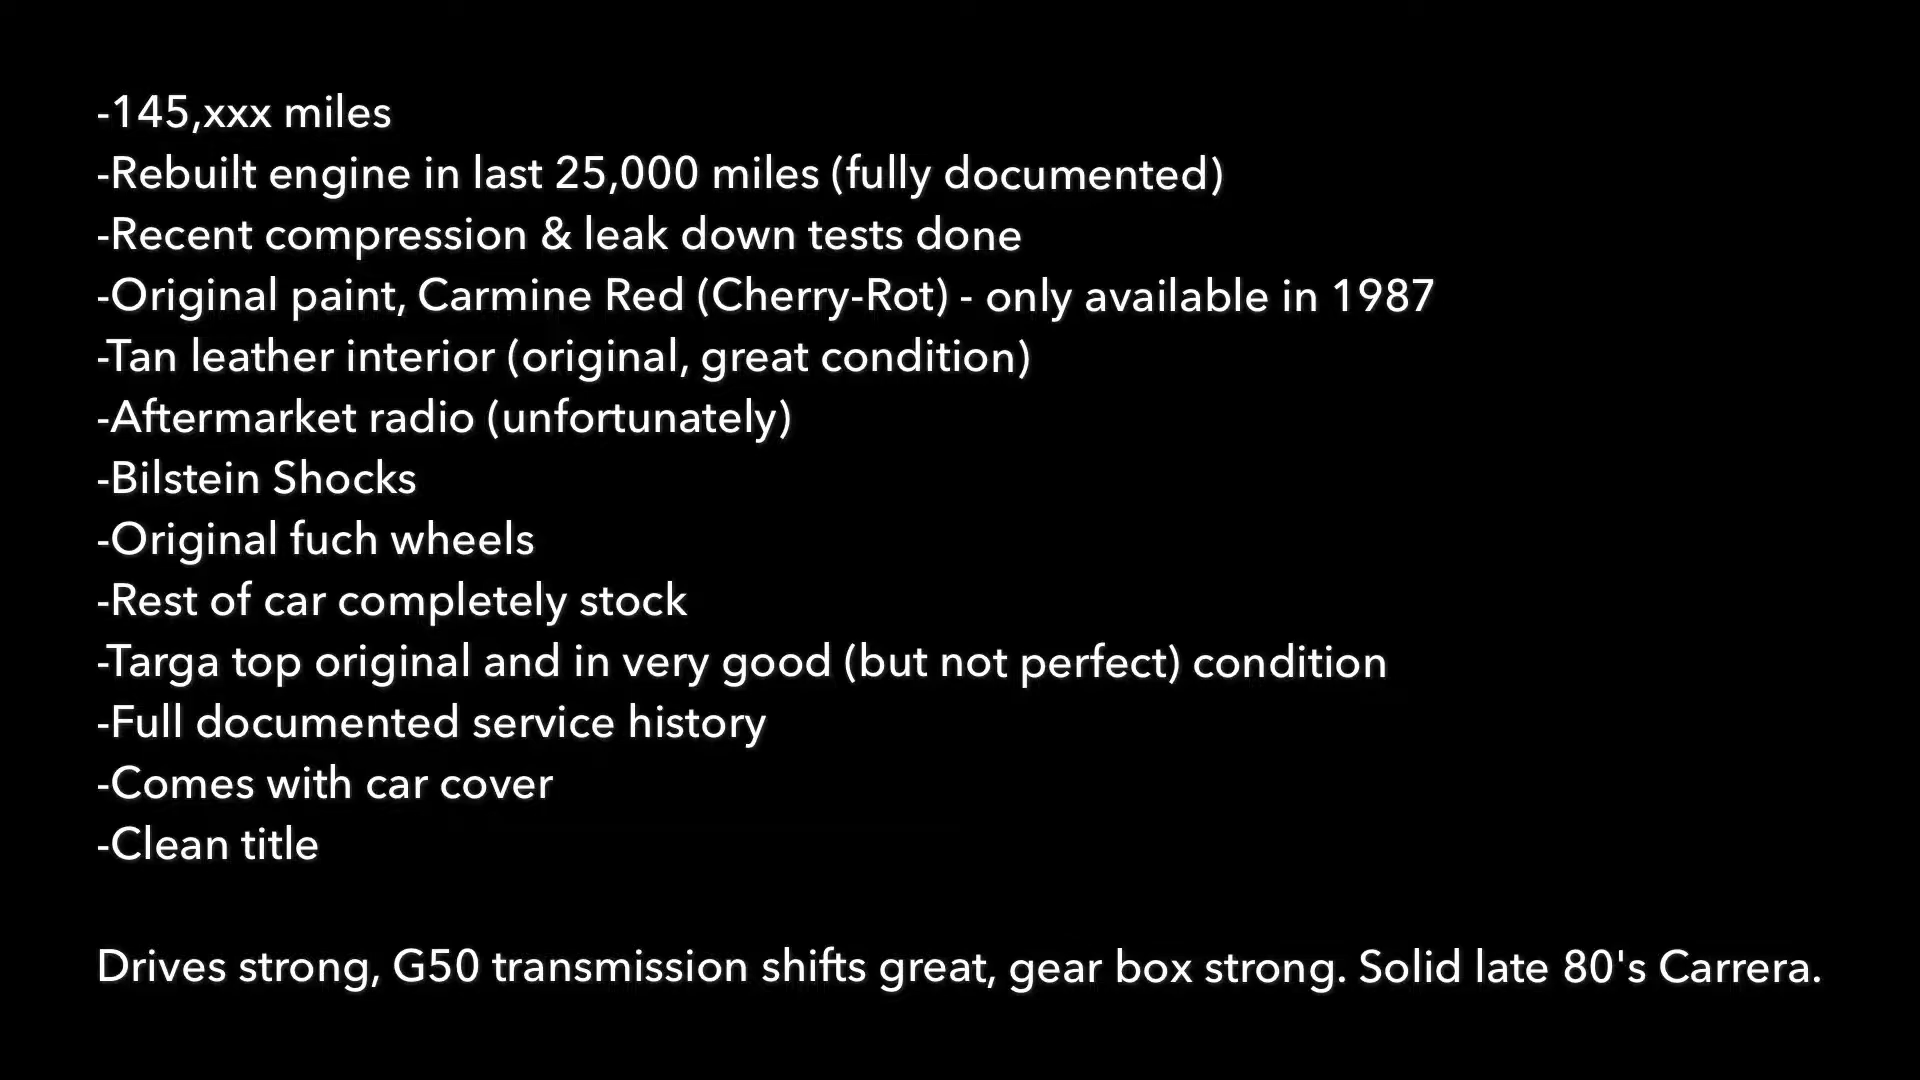 -145,xxx miles
-Rebuilt engine in last 25,000 miles (fully documented)
-Recent compression & leak down tests done
-Original paint, Carmine Red (Cherry-Rot) - only available in 1987
-Tan leather interior (original, great condition)
-Aftermarket radio (unfortunately)
-Bilstein Shocks
-Original fuch wheels
-Rest of car completely stock
-Targa top original and in very good (but not perfect) condition
-Full documented service history
-Comes with car cover
-Clean title
Drives strong, G50 transmission shifts great, gear box strong. Solid late 80's Carrera.